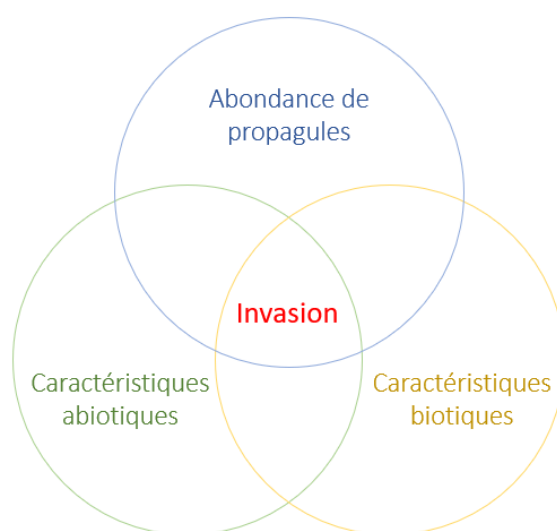 Abondance de
propagules
Invasion
Caractéristiques
abiotiques
Caractéristiques
biotiques